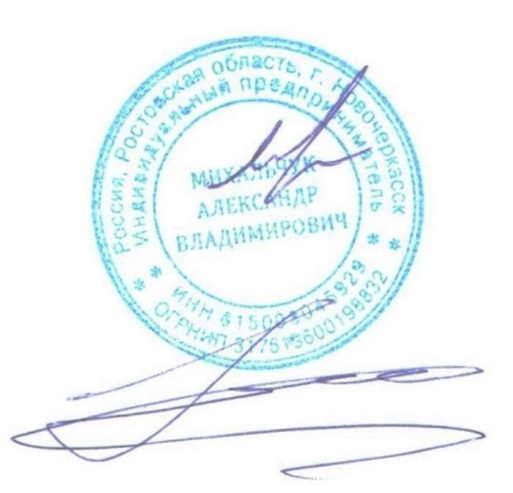 Россия, Ростовская область, г. Новочеркасск
Индивидуальный предприниматель
МИХАЛЬЧУК
АЛЕКСАНДР
ВЛАДИМИРОВИЧ
* ИНН *
* ОГРНИП *